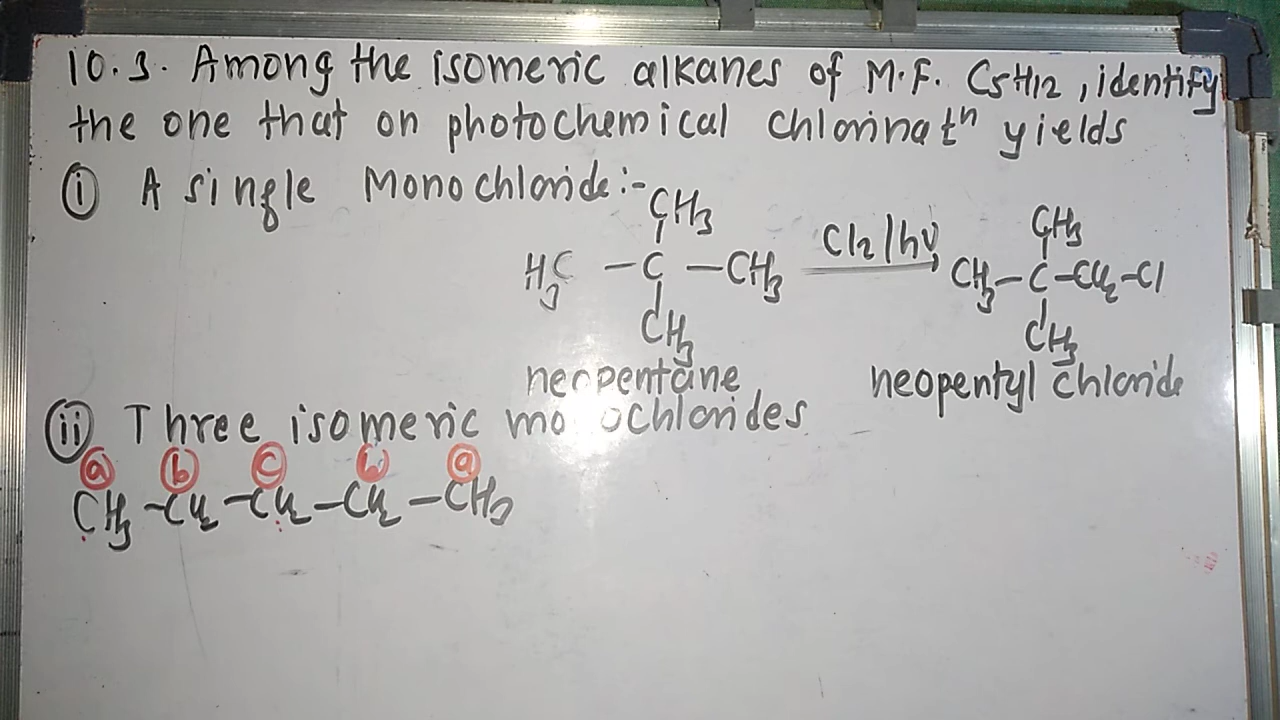 10.3. Among the isomeric alkanes of M.F. C5H12, identify
the one that on photochemical chlorinatn yields
(i) A single Monochloride:-
CH3 CH3
H3C - C - CH3 Cl2/hν CH3-C-CH2-Cl
CH3 CH3
neopentane neopentyl chloride
(ii) Three isomeric mo ochlorides
(a) (b) (c) (b) (a)
CH3-CH2-CH2-CH2-CH3